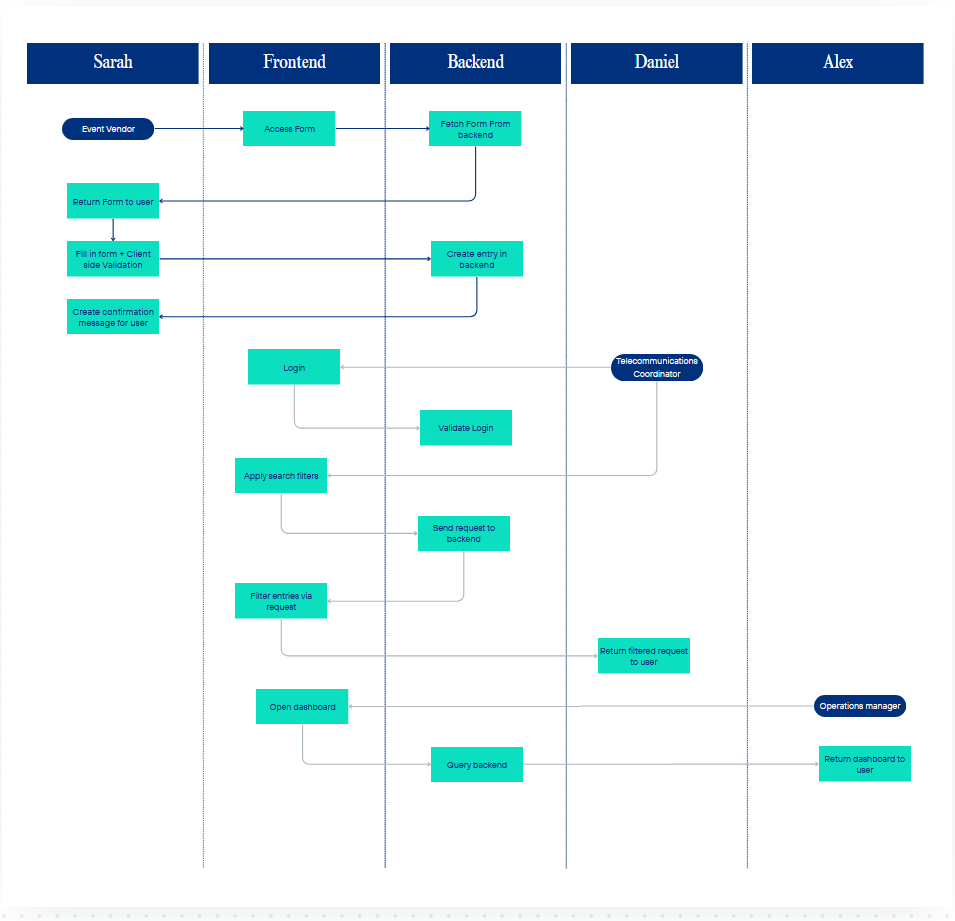 Sarah
Frontend
Backend
Daniel
Alex
Event Vendor
Access Form
Fetch Form From
backend
Return Form to user
Fill in form + Client
side Validation
Create entry in
backend
Create confirmation
message for user
Telecommunications
Coordinator
Login
Validate Login
Apply search filters
Send request to
backend
Filter entries via
request
Return filtered request
to user
Open dashboard
Operations manager
Query backend
Return dashboard to
user